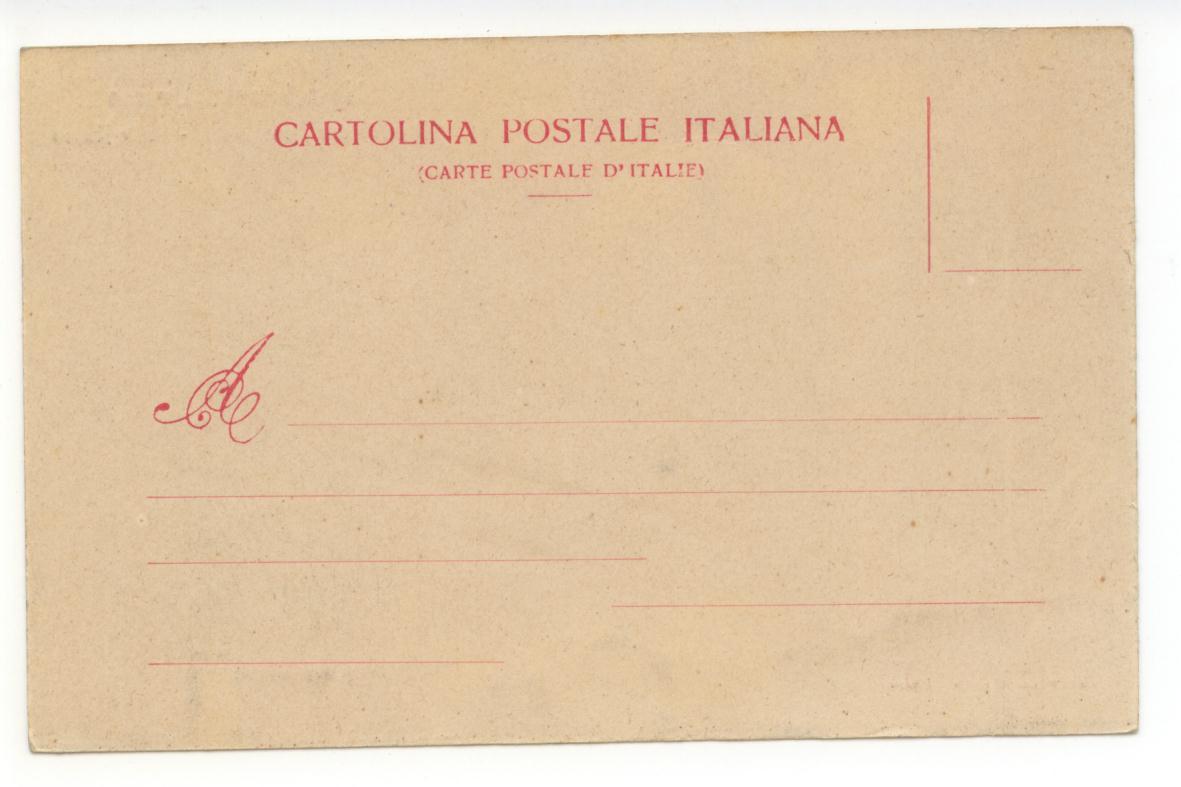 CARTOLINA POSTALE ITALIANA
(CARTE POSTALE D'ITALIE)
A